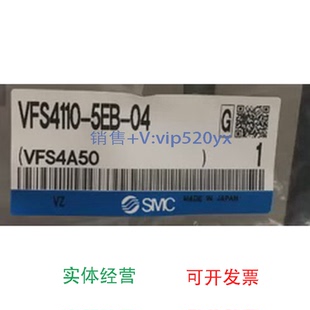 VFS4110-5EB-04
G
销售+V:vip520yx
(VFS4A50 )
1
VZ
SMC
MADE IN JAPAN
实体经营
可开发票